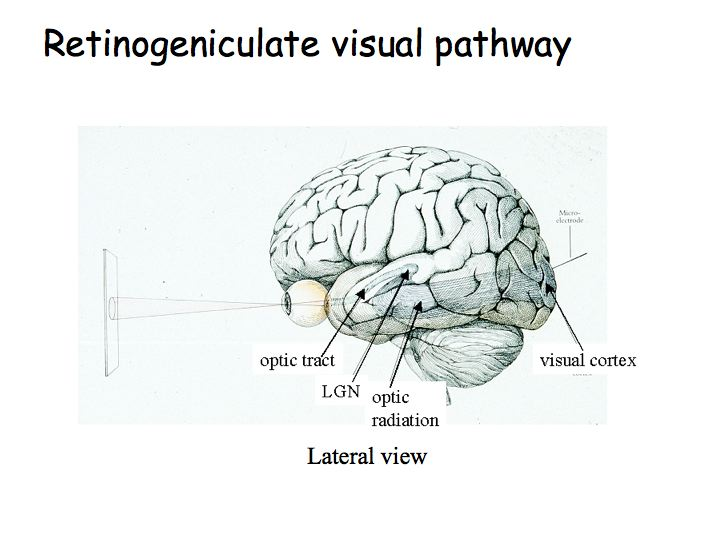 Retinogeniculate visual pathway
Micro-
electrode
optic tract
visual cortex
LGN
optic
radiation
Lateral view